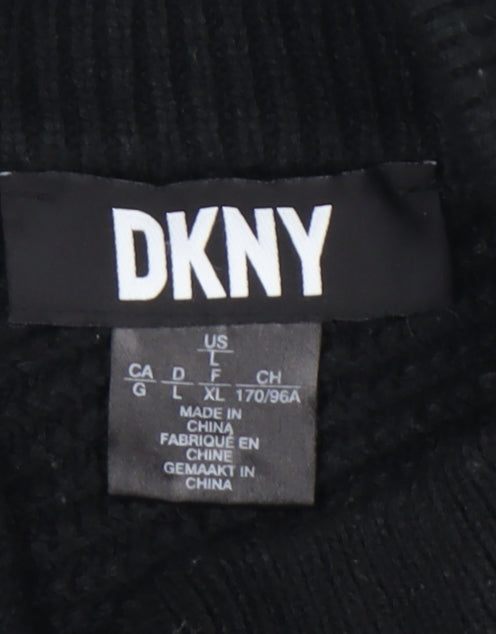 DKNY
US
L
CA D F CH
G L XL 170/96A
MADE IN
CHINA
FABRIQUÉ EN
CHINE
GEMAAKT IN
CHINA